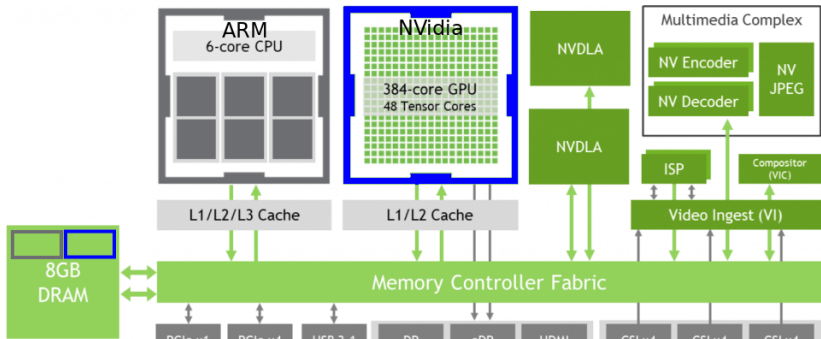 ARM
6-core CPU
NVidia
384-core GPU
48 Tensor Cores
NVDLA
NVDLA
Multimedia Complex
NV Encoder
NV Decoder
NV
JPEG
ISP
Compositor
(VIC)
L1/L2/L3 Cache
L1/L2 Cache
Video Ingest (VI)
8GB
DRAM
Memory Controller Fabric
HDMI